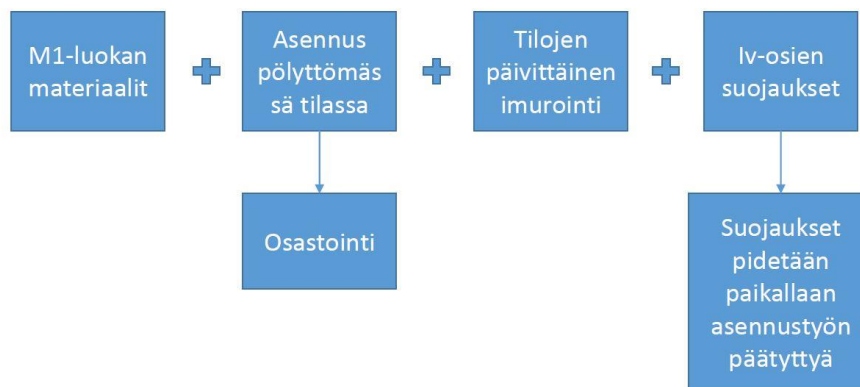 M1-luokan
materiaalit
Asennus
pölyttömäs
sä tilassa
Tilojen
päivittäinen
imurointi
Iv-osien
suojaukset
Osastointi
Suojaukset
pidetään
paikallaan
asennustyön
päätyttyä